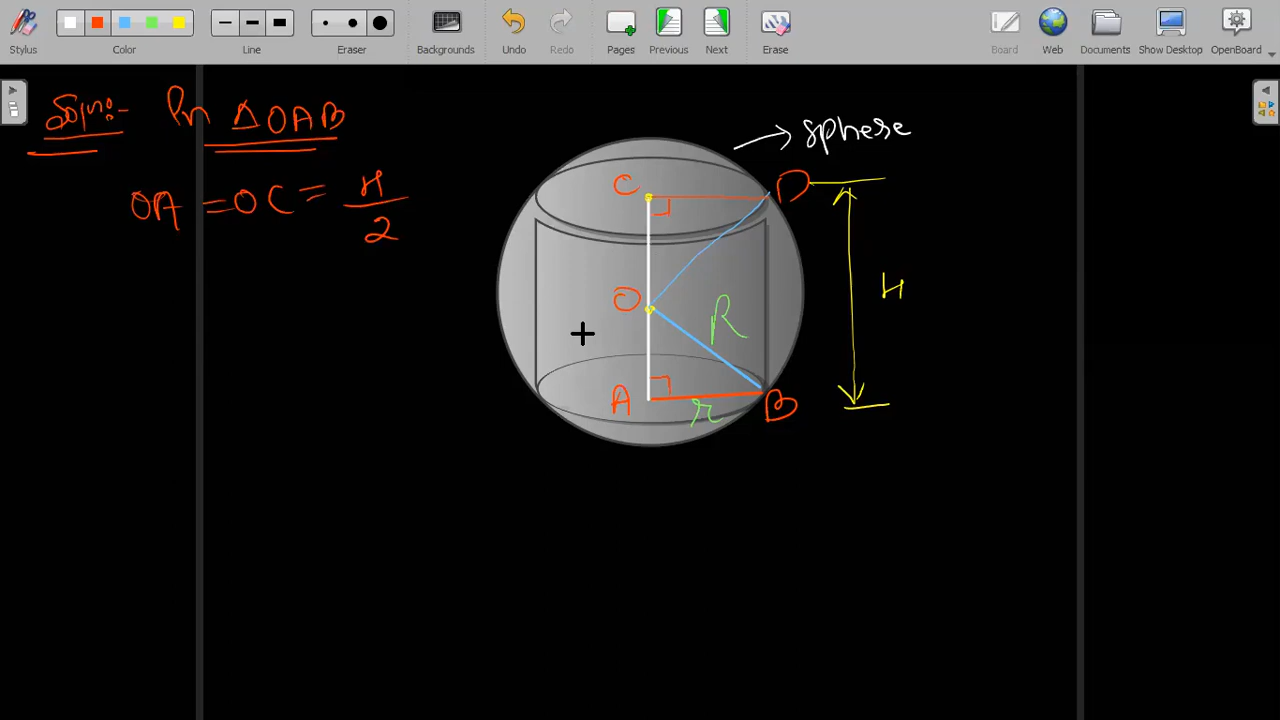 Stylus Color Line Eraser Backgrounds Undo Redo Pages Previous Next Erase Board Web Documents Show Desktop OpenBoard
Soln:- In ΔOAB
OA = OC = H/2
sphere
C
D
O
R
H
A
r
B